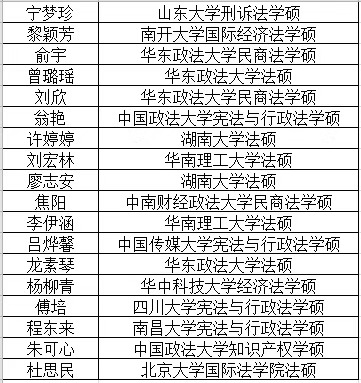 宁梦珍 山东大学刑诉法学硕
黎颖芳 南开大学国际经济法学硕
俞宇 华东政法大学民商法学硕
曾璐瑶 华东政法大学法硕
刘欣 华东政法大学民商法学硕
翁艳 中国政法大学宪法与行政法学硕
许婷婷 湖南大学法硕
刘宏林 华南理工大学法硕
廖志安 湖南大学法硕
焦阳 中南财经政法大学民商法学硕
李伊涵 华南理工大学法硕
吕烨馨 中国传媒大学宪法与行政法学硕
龙素琴 华东政法大学法硕
杨柳青 华中科技大学经济法学硕
傅培 四川大学宪法与行政法学硕
程东来 南昌大学宪法与行政法学硕
朱可心 中国政法大学知识产权学硕
杜思民 北京大学国际法学院法硕